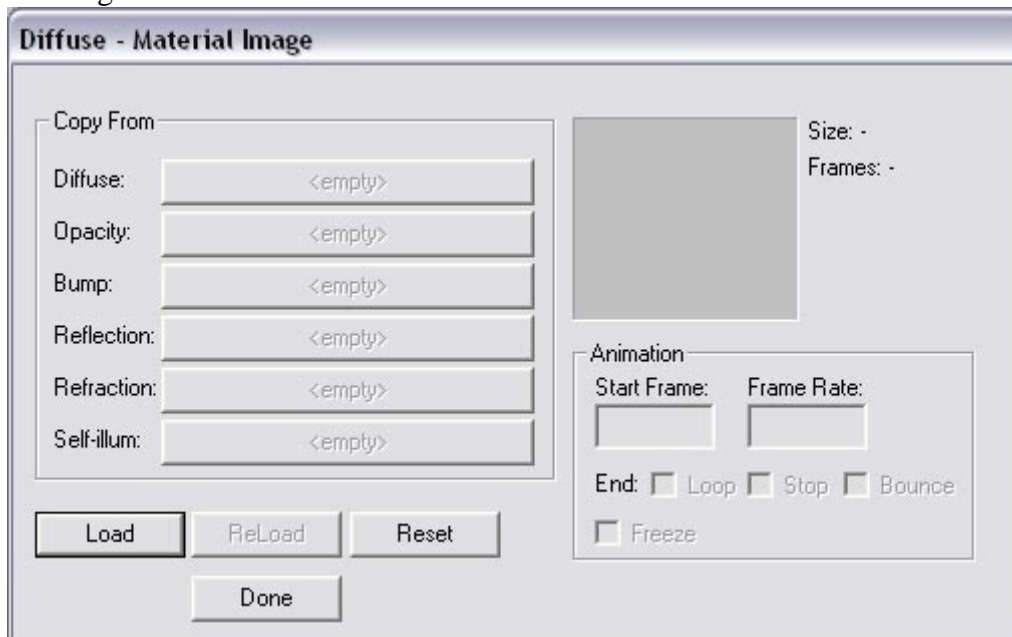 Diffuse - Material Image
Copy From
Diffuse: <empty>
Opacity: <empty>
Bump: <empty>
Reflection: <empty>
Refraction: <empty>
Self-illum: <empty>
Load ReLoad Reset
Done
Size: -
Frames: -
Animation
Start Frame: Frame Rate:
End: Loop Stop Bounce
Freeze